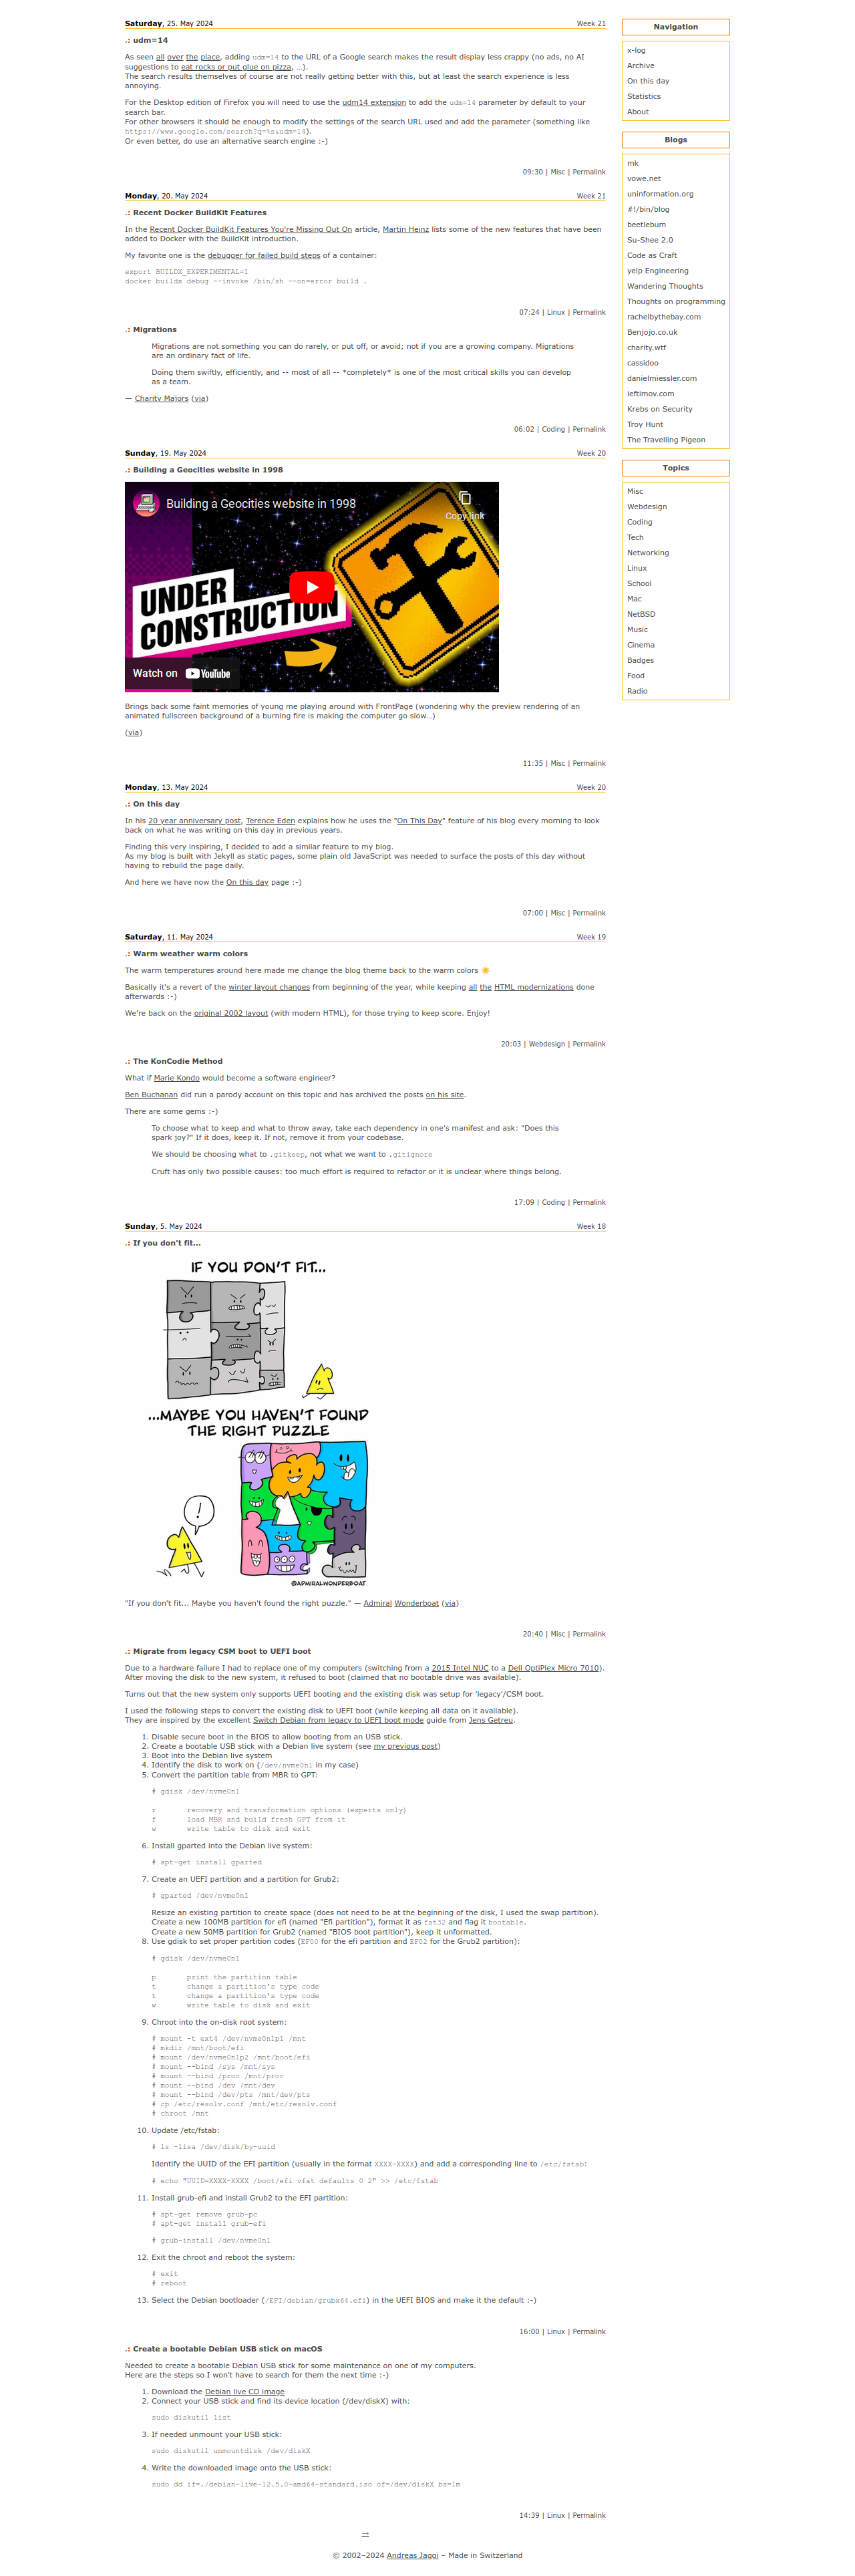 Saturday, 25. May 2024 Week 21
.: udm=14
As seen all over the place, adding udm=14 to the URL of a Google search makes the result display less crappy (no ads, no AI
suggestions to eat rocks or put glue on pizza, …).
The search results themselves of course are not really getting better with this, but at least the search experience is less
annoying.
For the Desktop edition of Firefox you will need to use the udm14 extension to add the udm=14 parameter by default to your
search bar.
For other browsers it should be enough to modify the settings of the search URL used and add the parameter (something like
https://www.google.com/search?q=%s&udm=14).
Or even better, do use an alternative search engine :-)
09:30 | Misc | Permalink
Monday, 20. May 2024 Week 21
.: Recent Docker BuildKit Features
In the Recent Docker BuildKit Features You're Missing Out On article, Martin Heinz lists some of the new features that have been
added to Docker with the BuildKit introduction.
My favorite one is the debugger for failed build steps of a container:
export BUILDX_EXPERIMENTAL=1
docker buildx debug --invoke /bin/sh --on=error build .
07:24 | Linux | Permalink
.: Migrations
Migrations are not something you can do rarely, or put off, or avoid; not if you are a growing company. Migrations
are an ordinary fact of life.
Doing them swiftly, efficiently, and -- most of all -- *completely* is one of the most critical skills you can develop
as a team.
— Charity Majors (via)
06:02 | Coding | Permalink
Sunday, 19. May 2024 Week 20
.: Building a Geocities website in 1998
Building a Geocities website in 1998
Copy link
UNDER
CONSTRUCTION
Watch on YouTube
Brings back some faint memories of young me playing around with FrontPage (wondering why the preview rendering of an
animated fullscreen background of a burning fire is making the computer go slow…)
(via)
11:35 | Misc | Permalink
Monday, 13. May 2024 Week 20
.: On this day
In his 20 year anniversary post, Terence Eden explains how he uses the "On This Day" feature of his blog every morning to look
back on what he was writing on this day in previous years.
Finding this very inspiring, I decided to add a similar feature to my blog.
As my blog is built with Jekyll as static pages, some plain old JavaScript was needed to surface the posts of this day without
having to rebuild the page daily.
And here we have now the On this day page :-)
07:00 | Misc | Permalink
Saturday, 11. May 2024 Week 19
.: Warm weather warm colors
The warm temperatures around here made me change the blog theme back to the warm colors ☀️
Basically it's a revert of the winter layout changes from beginning of the year, while keeping all the HTML modernizations done
afterwards :-)
We're back on the original 2002 layout (with modern HTML), for those trying to keep score. Enjoy!
20:03 | Webdesign | Permalink
.: The KonCodie Method
What if Marie Kondo would become a software engineer?
Ben Buchanan did run a parody account on this topic and has archived the posts on his site.
There are some gems :-)
To choose what to keep and what to throw away, take each dependency in one's manifest and ask: "Does this
spark joy?" If it does, keep it. If not, remove it from your codebase.
We should be choosing what to .gitkeep, not what we want to .gitignore
Cruft has only two possible causes: too much effort is required to refactor or it is unclear where things belong.
17:09 | Coding | Permalink
Sunday, 5. May 2024 Week 18
.: If you don't fit...
IF YOU DON'T FIT...
...MAYBE YOU HAVEN'T FOUND
THE RIGHT PUZZLE
!
@ADMIRALWONDERBOAT
"If you don't fit... Maybe you haven't found the right puzzle." — Admiral Wonderboat (via)
20:40 | Misc | Permalink
.: Migrate from legacy CSM boot to UEFI boot
Due to a hardware failure I had to replace one of my computers (switching from a 2015 Intel NUC to a Dell OptiPlex Micro 7010).
After moving the disk to the new system, it refused to boot (claimed that no bootable drive was available).
Turns out that the new system only supports UEFI booting and the existing disk was setup for 'legacy'/CSM boot.
I used the following steps to convert the existing disk to UEFI boot (while keeping all data on it available).
They are inspired by the excellent Switch Debian from legacy to UEFI boot mode guide from Jens Getreu.
1. Disable secure boot in the BIOS to allow booting from an USB stick.
2. Create a bootable USB stick with a Debian live system (see my previous post)
3. Boot into the Debian live system
4. Identify the disk to work on (/dev/nvme0n1 in my case)
5. Convert the partition table from MBR to GPT:
# gdisk /dev/nvme0n1
r recovery and transformation options (experts only)
f load MBR and build fresh GPT from it
w write table to disk and exit
6. Install gparted into the Debian live system:
# apt-get install gparted
7. Create an UEFI partition and a partition for Grub2:
# gparted /dev/nvme0n1
Resize an existing partition to create space (does not need to be at the beginning of the disk, I used the swap partition).
Create a new 100MB partition for efi (named "Efi partition"), format it as fat32 and flag it bootable.
Create a new 50MB partition for Grub2 (named "BIOS boot partition"), keep it unformatted.
8. Use gdisk to set proper partition codes (EF00 for the efi partition and EF02 for the Grub2 partition):
# gdisk /dev/nvme0n1
p print the partition table
t change a partition's type code
t change a partition's type code
w write table to disk and exit
9. Chroot into the on-disk root system:
# mount -t ext4 /dev/nvme0n1p1 /mnt
# mkdir /mnt/boot/efi
# mount /dev/nvme0n1p2 /mnt/boot/efi
# mount --bind /sys /mnt/sys
# mount --bind /proc /mnt/proc
# mount --bind /dev /mnt/dev
# mount --bind /dev/pts /mnt/dev/pts
# cp /etc/resolv.conf /mnt/etc/resolv.conf
# chroot /mnt
10. Update /etc/fstab:
# ls -lisa /dev/disk/by-uuid
Identify the UUID of the EFI partition (usually in the format XXXX-XXXX) and add a corresponding line to /etc/fstab:
# echo "UUID=XXXX-XXXX /boot/efi vfat defaults 0 2" >> /etc/fstab
11. Install grub-efi and install Grub2 to the EFI partition:
# apt-get remove grub-pc
# apt-get install grub-efi
# grub-install /dev/nvme0n1
12. Exit the chroot and reboot the system:
# exit
# reboot
13. Select the Debian bootloader (/EFI/debian/grubx64.efi) in the UEFI BIOS and make it the default :-)
16:00 | Linux | Permalink
.: Create a bootable Debian USB stick on macOS
Needed to create a bootable Debian USB stick for some maintenance on one of my computers.
Here are the steps so I won't have to search for them the next time :-)
1. Download the Debian live CD image
2. Connect your USB stick and find its device location (/dev/diskX) with:
sudo diskutil list
3. If needed unmount your USB stick:
sudo diskutil unmountdisk /dev/diskX
4. Write the downloaded image onto the USB stick:
sudo dd if=./debian-live-12.5.0-amd64-standard.iso of=/dev/diskX bs=1m
14:39 | Linux | Permalink
→
© 2002–2024 Andreas Jaggi – Made in Switzerland
Navigation
x-log
Archive
On this day
Statistics
About
Blogs
mk
vowe.net
uninformation.org
#!/bin/blog
beetlebum
Su-Shee 2.0
Code as Craft
yelp Engineering
Wandering Thoughts
Thoughts on programming
rachelbythebay.com
Benjojo.co.uk
charity.wtf
cassidoo
danielmiessler.com
ieftimov.com
Krebs on Security
Troy Hunt
The Travelling Pigeon
Topics
Misc
Webdesign
Coding
Tech
Networking
Linux
School
Mac
NetBSD
Music
Cinema
Badges
Food
Radio